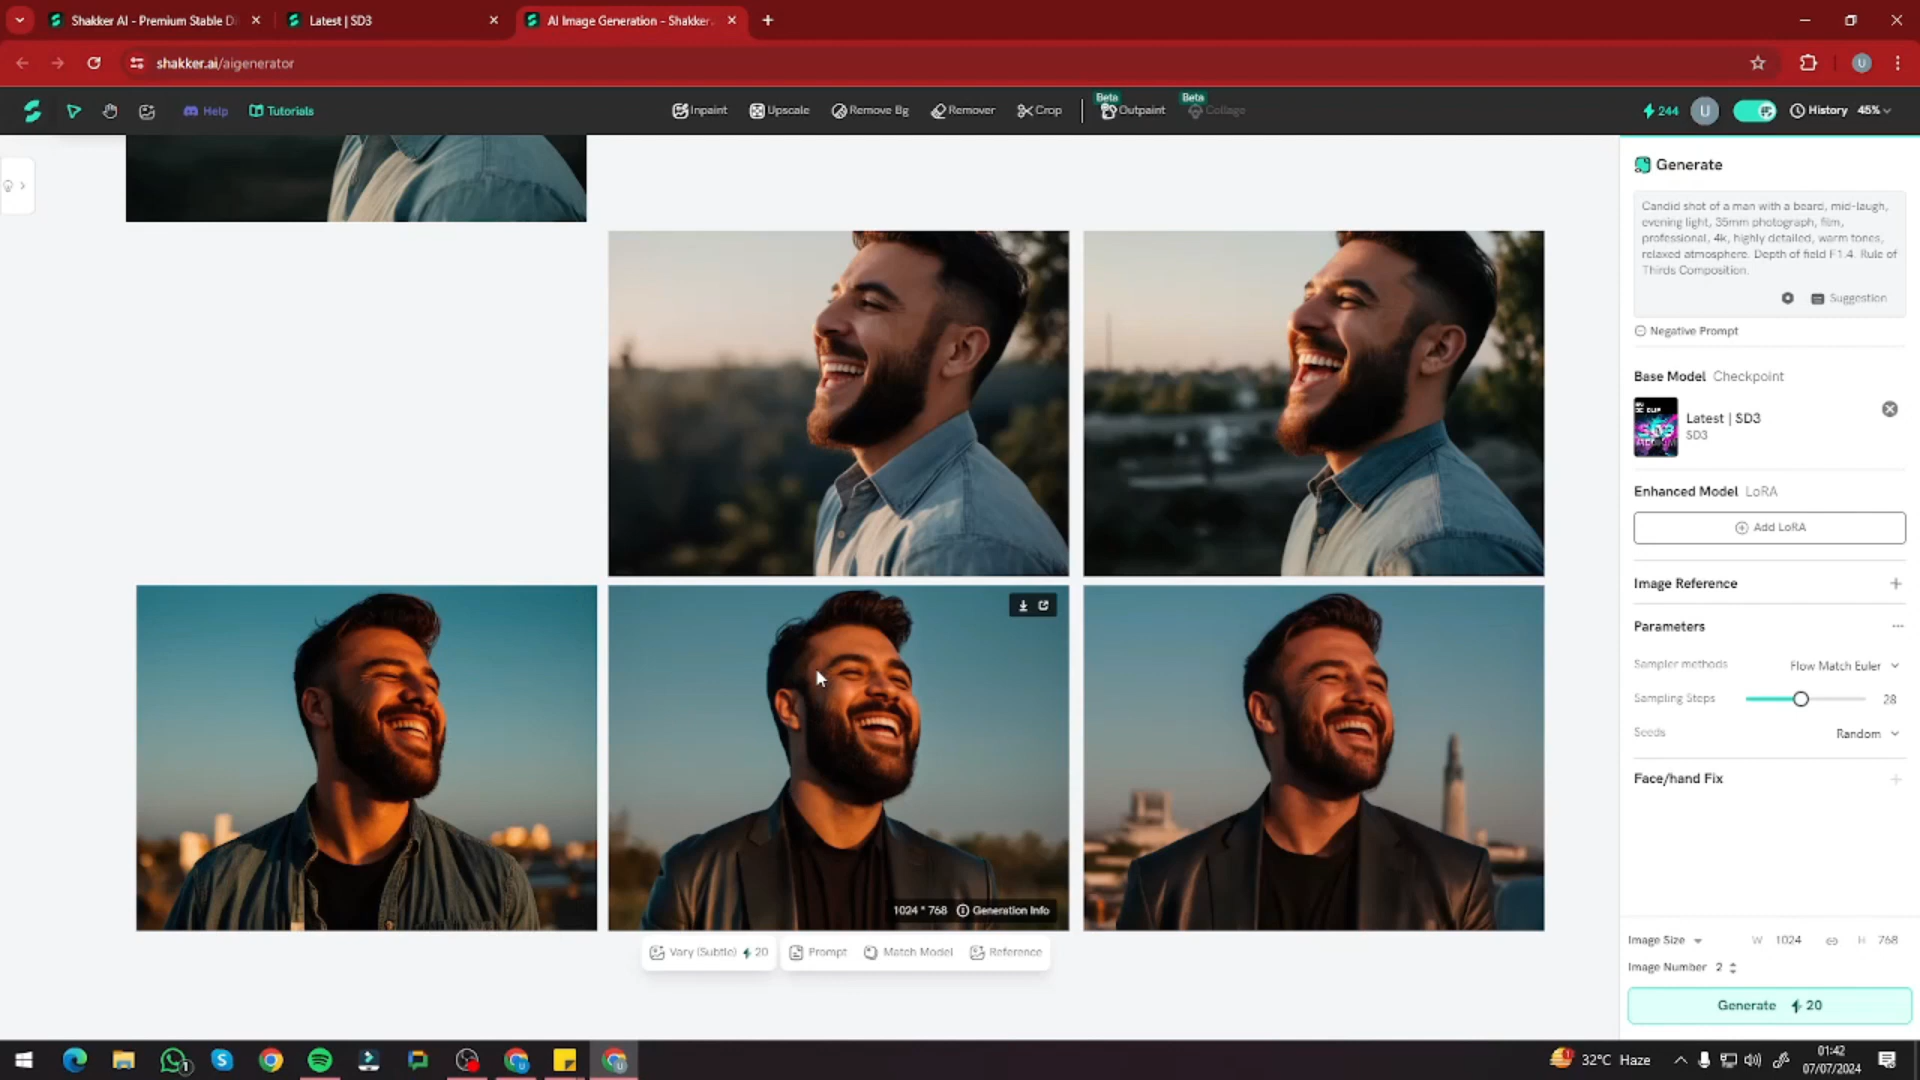 Shakker AI - Premium Stable Di
Latest | SD3
AI Image Generation - Shakker.
shakker.ai/aigenerator
U
Help
Tutorials
Inpaint
Upscale
Remove Bg
Remover
Crop
Beta
Outpaint
Beta
Collage
244
U
History
45%
Generate
Candid shot of a man with a beard, mid-laugh,
evening light, 35mm photograph, film,
professional, 4k, highly detailed, warm tones,
relaxed atmosphere. Depth of field F1.4. Rule of
Thirds Composition.
Suggestion
Negative Prompt
Base Model Checkpoint
Latest | SD3
SD3
Enhanced Model LoRA
Add LoRA
Image Reference
Parameters
Sampler methods Flow Match Euler
Sampling Steps 28
Seeds Random
Face/hand Fix
1024 * 768 Generation Info
Vary (Subtle) 20
Prompt
Match Model
Reference
Image Size W 1024 H 768
Image Number 2
Generate 20
32°C Haze
01:42
07/07/2024